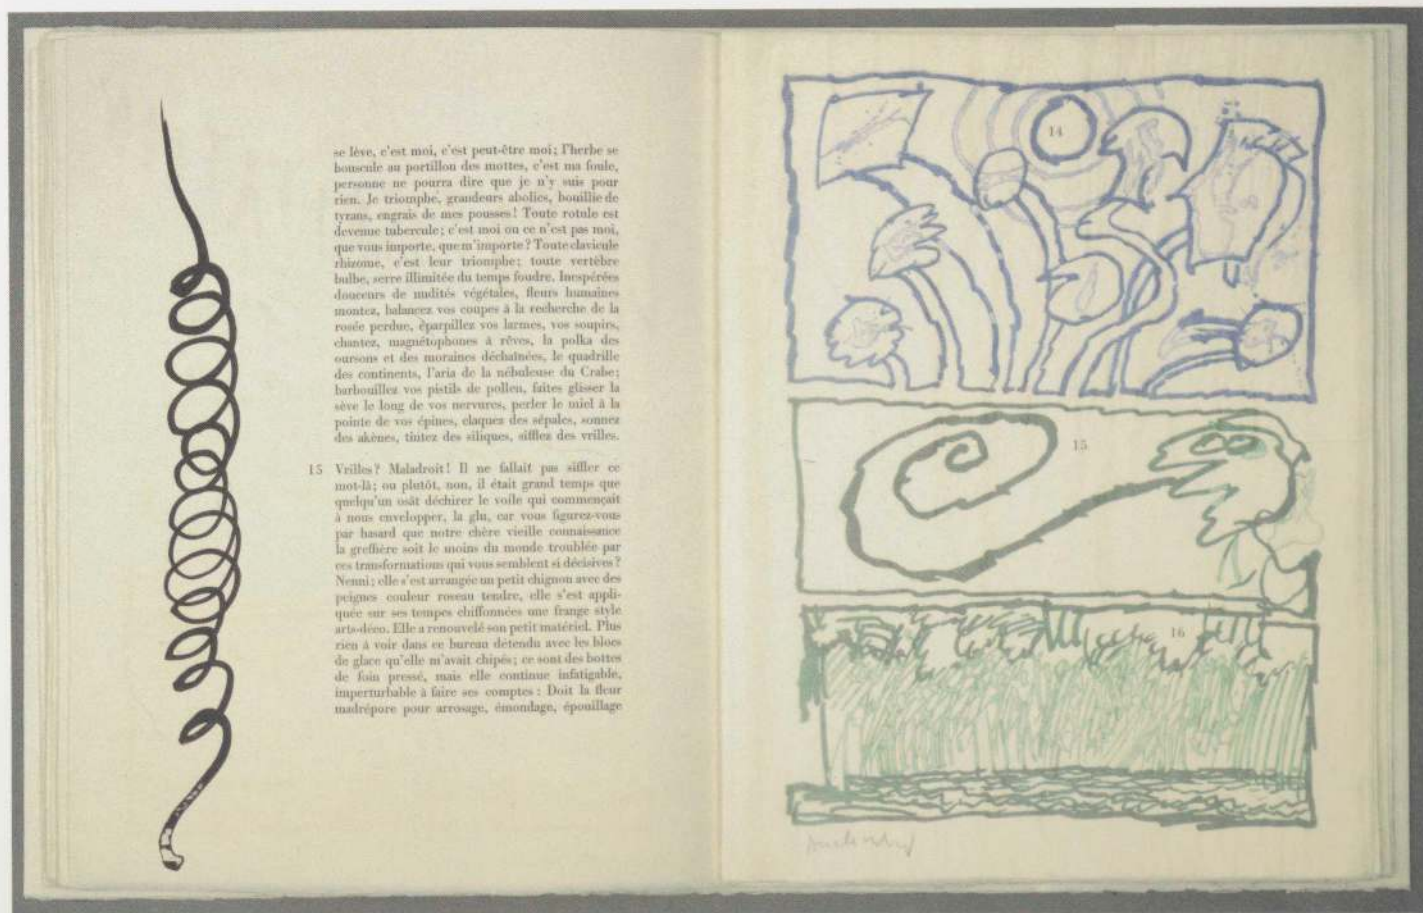 se lève, c'est moi, c'est peut-être moi; l'herbe se
bouscule au portillon des mottes, c'est ma foule,
personne ne pourra dire que je n'y suis pour
rien. Je triomphe, grandeurs abolies, bouillie de
tyrans, engrais de mes pousses! Toute rotule est
devenue tubercule; c'est moi ou ce n'est pas moi,
que vous importe, que m'importe? Toute clavicule
rhizome, c'est leur triomphe; toute vertèbre
bulbe, serre illimitée du temps foudre. Inespérées
douceurs de nudités végétales, fleurs humaines
montez, balancez vos coupes à la recherche de la
rosée perdue, éparpillez vos larmes, vos soupirs,
chantez, magnétophones à rêves, la polka des
oursons et des moraines déchaînées, le quadrille
des continents, l'aria de la nébuleuse du Crabe;
barbouillez vos pistils de pollen, faites glisser la
sève le long de vos nervures, perler le miel à la
pointe de vos épines, claquez des sépales, sonnez
des akènes, tintez des siliques, sifflez des vrilles.
15 Vrilles? Maladroit! Il ne fallait pas siffler ce
mot-là; ou plutôt, non, il était grand temps que
quelqu'un osât déchirer le voile qui commençait
à nous envelopper, la glu, car vous figurez-vous
par hasard que notre chère vieille connaissance
la greffière soit le moins du monde troublée par
ces transformations qui vous semblent si décisives?
Nenni; elle s'est arrangée un petit chignon avec des
peignes couleur roseau tendre, elle s'est appli-
quée sur ses tempes chiffonnées une frange style
arts-déco. Elle a renouvelé son petit matériel. Plus
rien à voir dans ce bureau détendu avec les blocs
de glace qu'elle m'avait chipés; ce sont des bottes
de foin pressé, mais elle continue infatigable,
imperturbable à faire ses comptes : Doit la fleur
madrépore pour arrosage, émondage, épouillage
14
15
16